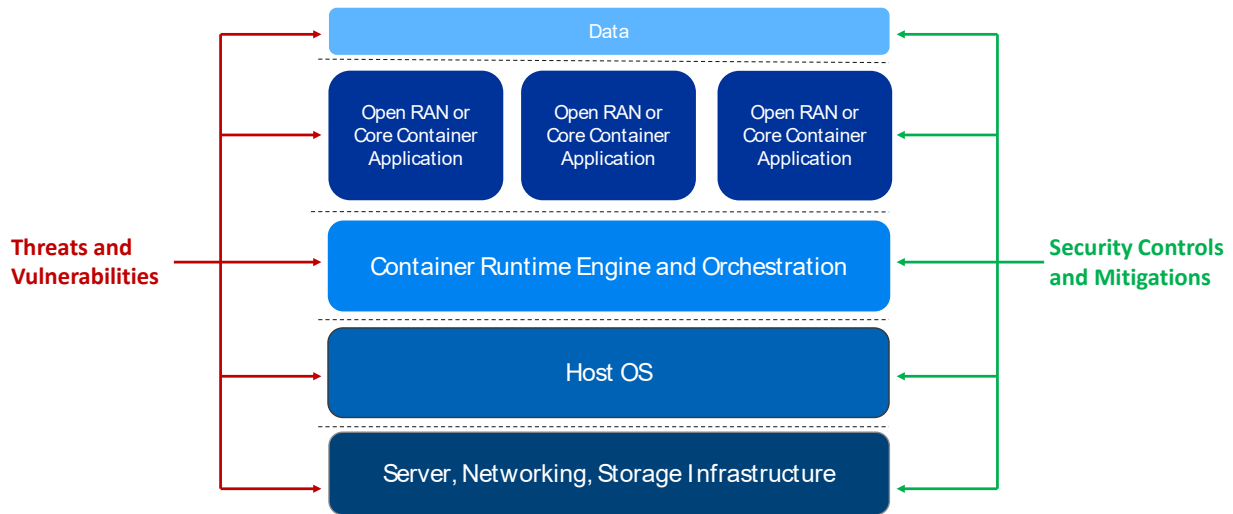 Data
Open RAN or
Core Container
Application
Open RAN or
Core Container
Application
Open RAN or
Core Container
Application
Threats and
Vulnerabilities
Container Runtime Engine and Orchestration
Security Controls
and Mitigations
Host OS
Server, Networking, Storage Infrastructure